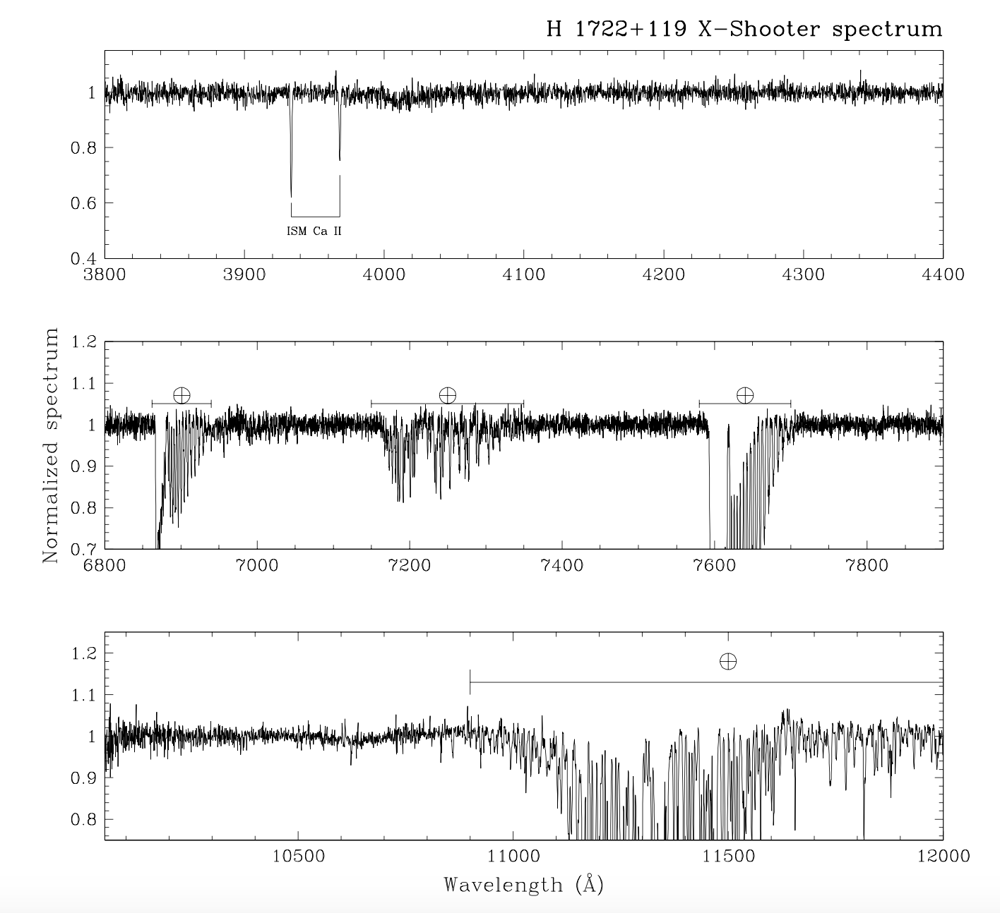 H 1722+119 X-Shooter spectrum
1
0.8
0.6
0.4
ISM Ca II
3800 3900 4000 4100 4200 4300 4400
Normalized spectrum
1.2
1.1
1
0.9
0.8
0.7
6800 7000 7200 7400 7600 7800
1.2
1.1
1
0.9
0.8
10500 11000 11500 12000
Wavelength (Å)